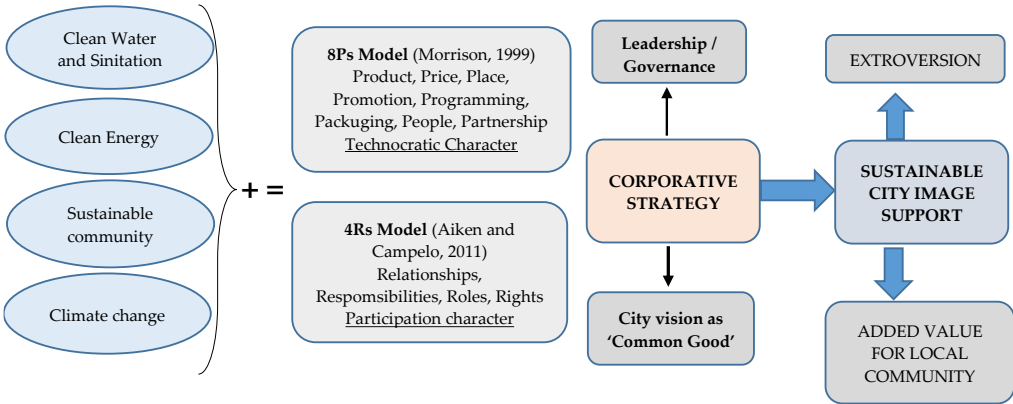 Clean Water
and Sinitation
Clean Energy
Sustainable
community
Climate change
+ =
8Ps Model (Morrison, 1999)
Product, Price, Place,
Promotion, Programming,
Packuging, People, Partnership
Technocratic Character
4Rs Model (Aiken and
Campelo, 2011)
Relationships,
Respomsibilities, Roles, Rights
Participation character
Leadership /
Governance
CORPORATIVE
STRATEGY
City vision as
‘Common Good’
EXTROVERSION
SUSTAINABLE
CITY IMAGE
SUPPORT
ADDED VALUE
FOR LOCAL
COMMUNITY